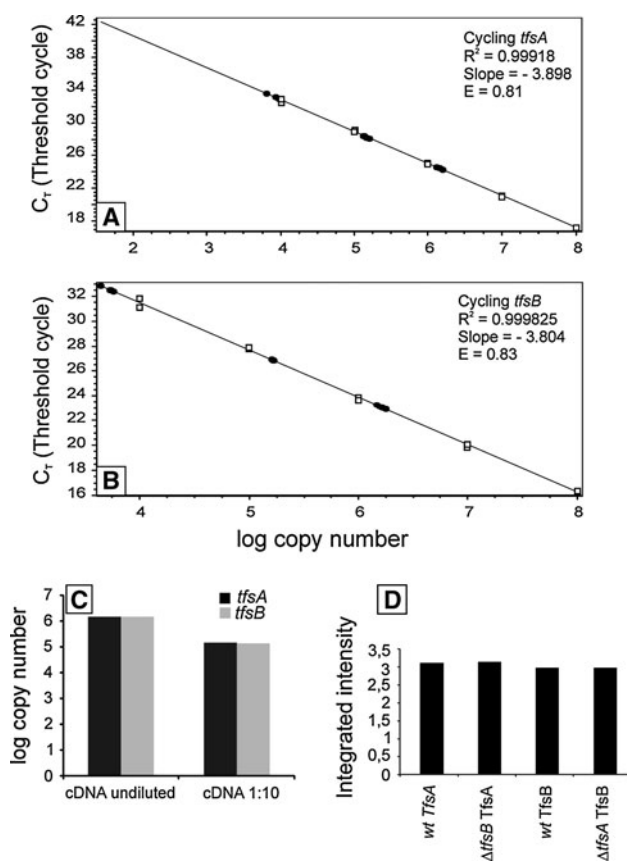 42
38
34
30
26
22
18
C_T (Threshold cycle)
A
Cycling tfsA
R² = 0.99918
Slope = - 3.898
E = 0.81
2 3 4 5 6 7 8
32
28
24
20
16
C_T (Threshold cycle)
B
Cycling tfsB
R² = 0.999825
Slope = - 3.804
E = 0.83
4 5 6 7 8
log copy number
C
tfsA
tfsB
7
6
5
4
3
2
1
0
log copy number
cDNA undiluted
cDNA 1:10
D
3,5
3
2,5
2
1,5
1
0,5
0
Integrated intensity
wt TfsA
ΔtfsB TfsA
wt TfsB
ΔtfsA TfsB